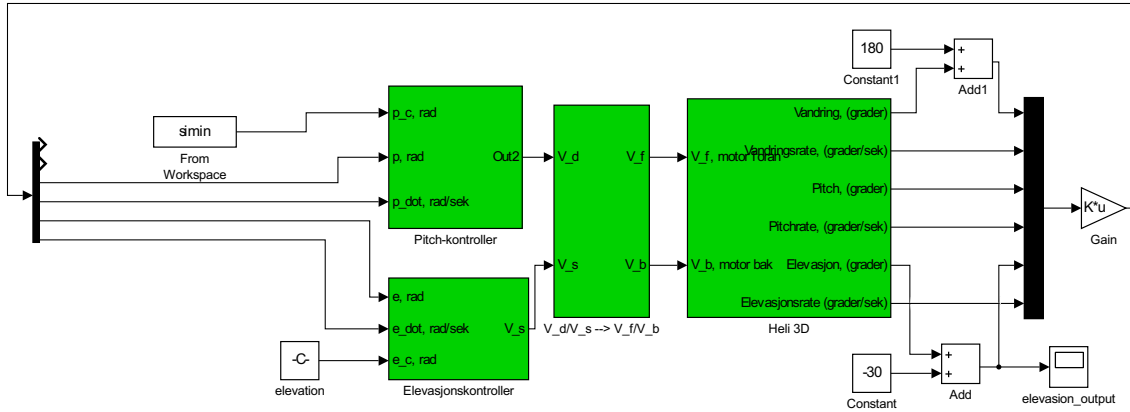 180
Constant1
+
+
Add1
simin
From
Workspace
p_c, rad
p, rad
p_dot, rad/sek
Out2
Pitch-kontroller
V_d
V_s
V_f
V_b
V_d/V_s --> V_f/V_b
V_f, motor foran
V_b, motor bak
Vandring, (grader)
Vandringsrate, (grader/sek)
Pitch, (grader)
Pitchrate, (grader/sek)
Elevasjon, (grader)
Elevasjonsrate (grader/sek)
Heli 3D
K*u
Gain
e, rad
e_dot, rad/sek
e_c, rad
V_s
Elevasjonskontroller
-C-
elevation
-30
Constant
+
+
Add
elevasion_output